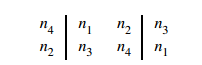 n₄ | n₁ n₂ | n₃
n₂ | n₃ n₄ | n₁